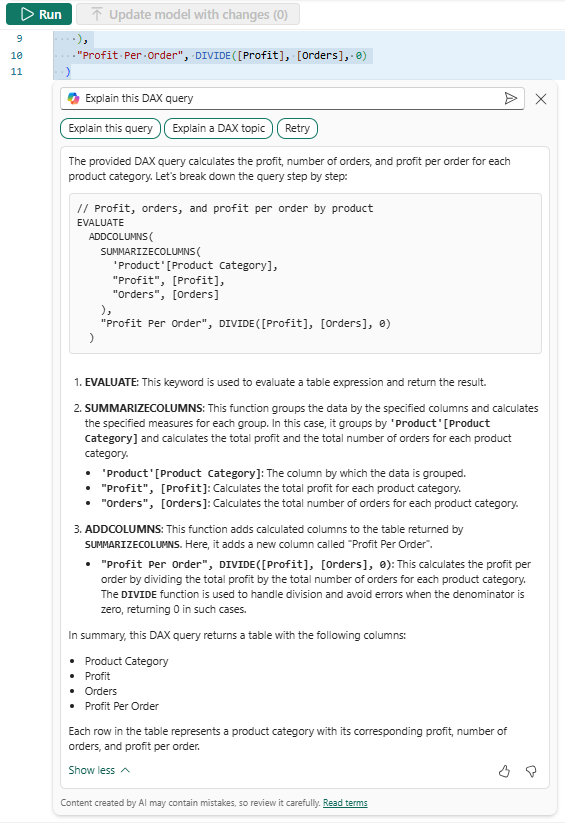 Run Update model with changes (0)
9 ),
10 "Profit Per Order", DIVIDE([Profit], [Orders], 0)
11 )
Explain this DAX query
Explain this query Explain a DAX topic Retry
The provided DAX query calculates the profit, number of orders, and profit per order for each
product category. Let's break down the query step by step:
// Profit, orders, and profit per order by product
EVALUATE
ADDCOLUMNS(
SUMMARIZECOLUMNS(
'Product'[Product Category],
"Profit", [Profit],
"Orders", [Orders]
),
"Profit Per Order", DIVIDE([Profit], [Orders], 0)
)
1. EVALUATE: This keyword is used to evaluate a table expression and return the result.
2. SUMMARIZECOLUMNS: This function groups the data by the specified columns and calculates
the specified measures for each group. In this case, it groups by 'Product'[Product
Category] and calculates the total profit and the total number of orders for each product
category.
• 'Product'[Product Category]: The column by which the data is grouped.
• "Profit", [Profit]: Calculates the total profit for each product category.
• "Orders", [Orders]: Calculates the total number of orders for each product category.
3. ADDCOLUMNS: This function adds calculated columns to the table returned by
SUMMARIZECOLUMNS. Here, it adds a new column called "Profit Per Order".
• "Profit Per Order", DIVIDE([Profit], [Orders], 0): This calculates the profit per
order by dividing the total profit by the total number of orders for each product category.
The DIVIDE function is used to handle division and avoid errors when the denominator is
zero, returning 0 in such cases.
In summary, this DAX query returns a table with the following columns:
• Product Category
• Profit
• Orders
• Profit Per Order
Each row in the table represents a product category with its corresponding profit, number of
orders, and profit per order.
Show less
Content created by AI may contain mistakes, so review it carefully. Read terms